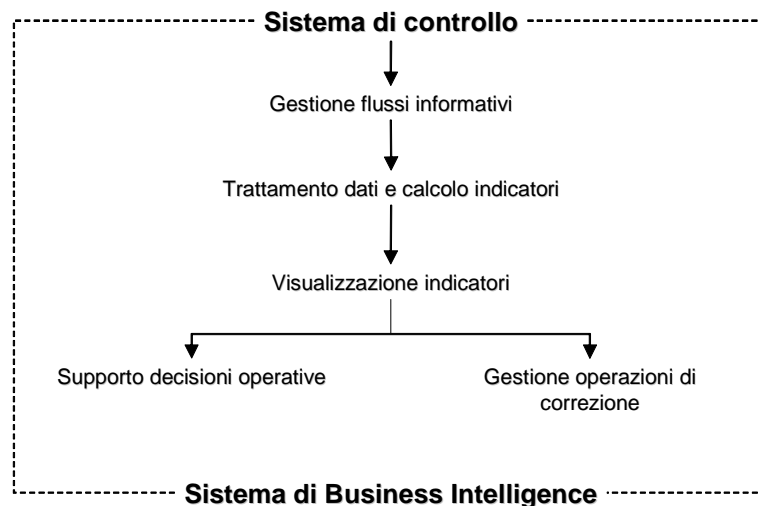 Sistema di controllo
Gestione flussi informativi
Trattamento dati e calcolo indicatori
Visualizzazione indicatori
Supporto decisioni operative
Gestione operazioni di
correzione
Sistema di Business Intelligence